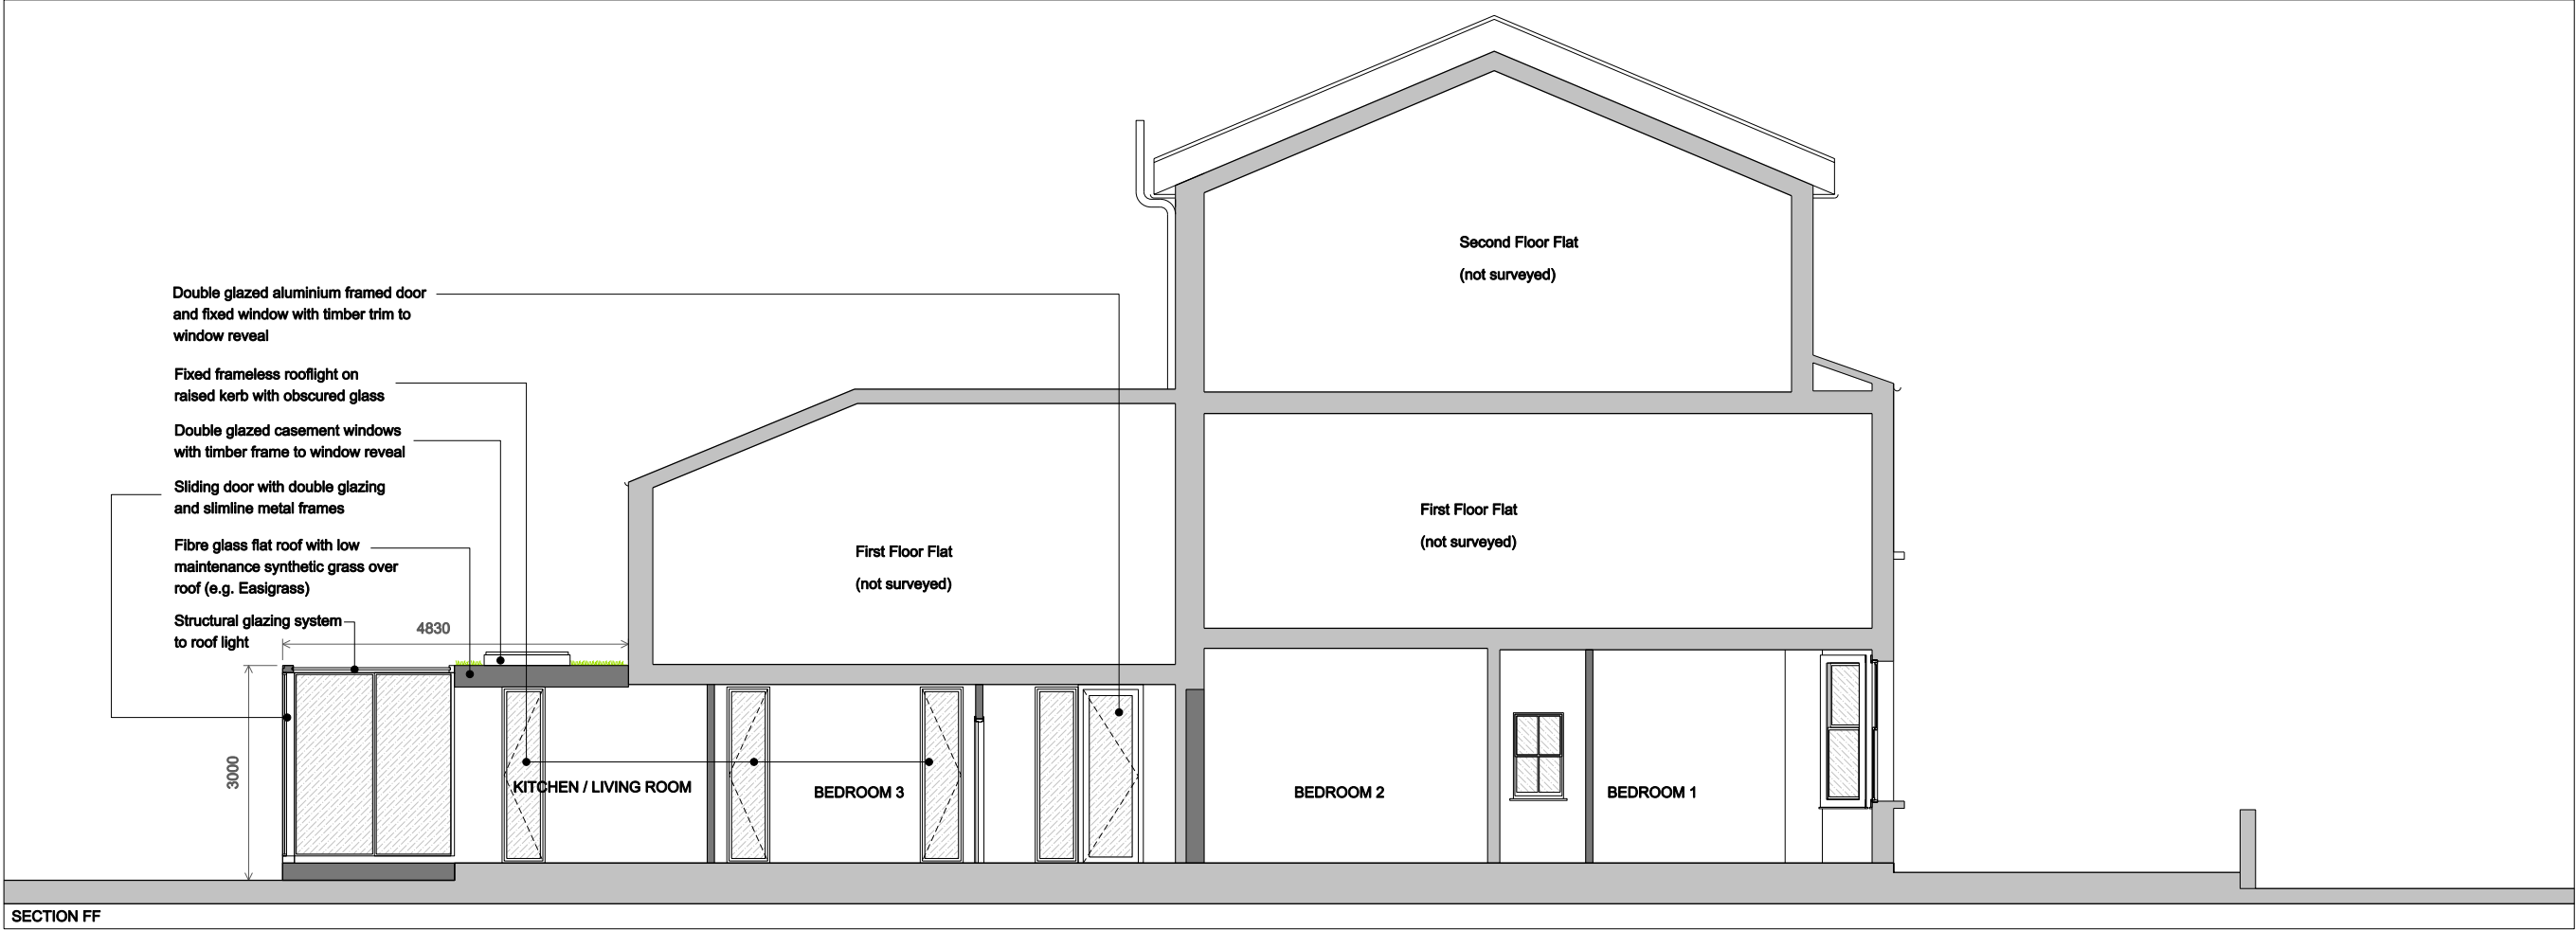 Second Floor Flat
(not surveyed)
Double glazed aluminium framed door
and fixed window with timber trim to
window reveal
Fixed frameless rooflight on
raised kerb with obscured glass
Double glazed casement windows
with timber frame to window reveal
Sliding door with double glazing
and slimline metal frames
Fibre glass flat roof with low
maintenance synthetic grass over
roof (e.g. Easigrass)
Structural glazing system
to roof light
4830
3000
First Floor Flat
(not surveyed)
First Floor Flat
(not surveyed)
KITCHEN / LIVING ROOM
BEDROOM 3
BEDROOM 2
BEDROOM 1
SECTION FF